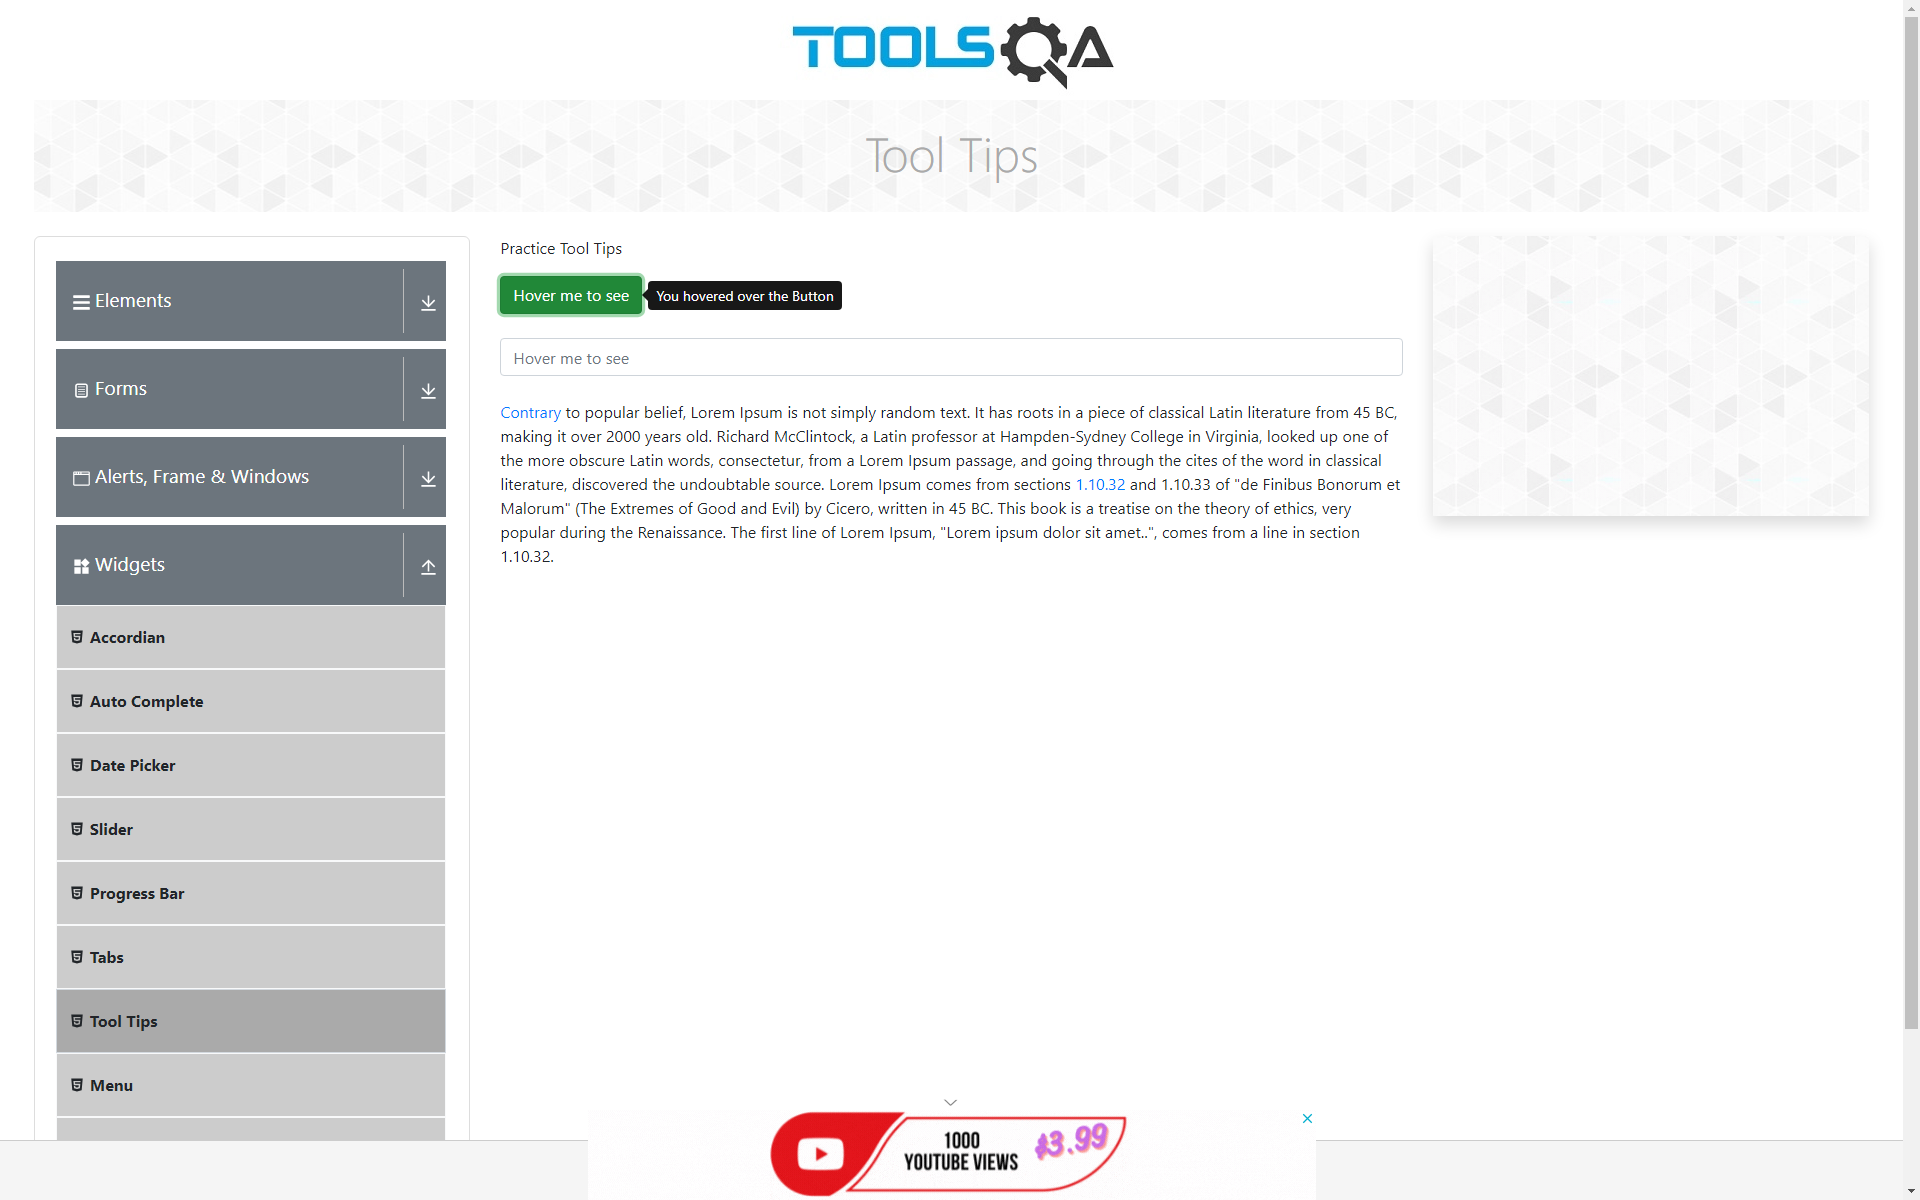 TOOLSQA
Tool Tips
Elements
Forms
Alerts, Frame & Windows
Widgets
Accordian
Auto Complete
Date Picker
Slider
Progress Bar
Tabs
Tool Tips
Menu
Practice Tool Tips
Hover me to see
You hovered over the Button
Hover me to see
Contrary to popular belief, Lorem Ipsum is not simply random text. It has roots in a piece of classical Latin literature from 45 BC,
making it over 2000 years old. Richard McClintock, a Latin professor at Hampden-Sydney College in Virginia, looked up one of
the more obscure Latin words, consectetur, from a Lorem Ipsum passage, and going through the cites of the word in classical
literature, discovered the undoubtable source. Lorem Ipsum comes from sections 1.10.32 and 1.10.33 of "de Finibus Bonorum et
Malorum" (The Extremes of Good and Evil) by Cicero, written in 45 BC. This book is a treatise on the theory of ethics, very
popular during the Renaissance. The first line of Lorem Ipsum, "Lorem ipsum dolor sit amet..", comes from a line in section
1.10.32.
1000
YOUTUBE VIEWS
$3.99